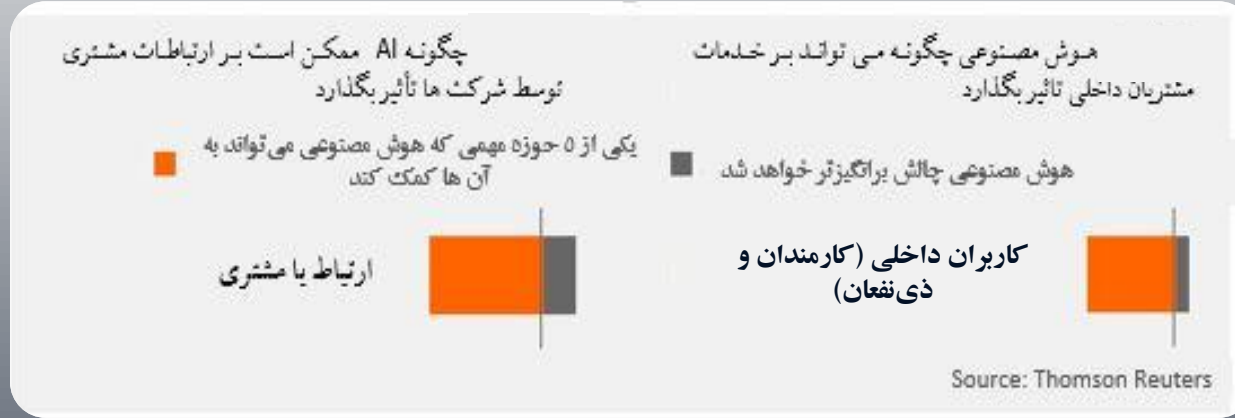 هوش مصنوعی چگونه می تواند بر خدمات
مشتریان داخلی تاثیر بگذارد
چگونه AI ممکن است بر ارتباطات مشتری
توسط شرکت ها تأثیر بگذارد
هوش مصنوعی چالش برانگیزتر خواهد شد
یکی از ۵ حوزه مهمی که هوش مصنوعی می‌تواند به
آن ها کمک کند
کاربران داخلی (کارمندان و
ذی‌نفعان)
ارتباط با مشتری
Source: Thomson Reuters